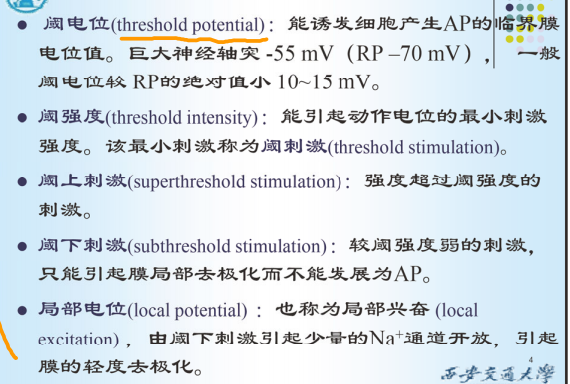 ● 阈电位(threshold potential)：能诱发细胞产生AP的临界膜
电位值。巨大神经轴突 -55 mV（RP –70 mV），一般
阈电位较 RP的绝对值小 10~15 mV。
● 阈强度(threshold intensity)：能引起动作电位的最小刺激
强度。该最小刺激称为阈刺激(threshold stimulation)。
● 阈上刺激(superthreshold stimulation)：强度超过阈强度的
刺激。
● 阈下刺激(subthreshold stimulation)：较阈强度弱的刺激，
只能引起膜局部去极化而不能发展为AP。
● 局部电位(local potential) ：也称为局部兴奋 (local
excitation) ，由阈下刺激引起少量的Na⁺通道开放，引起
膜的轻度去极化。
4
西安交通大学